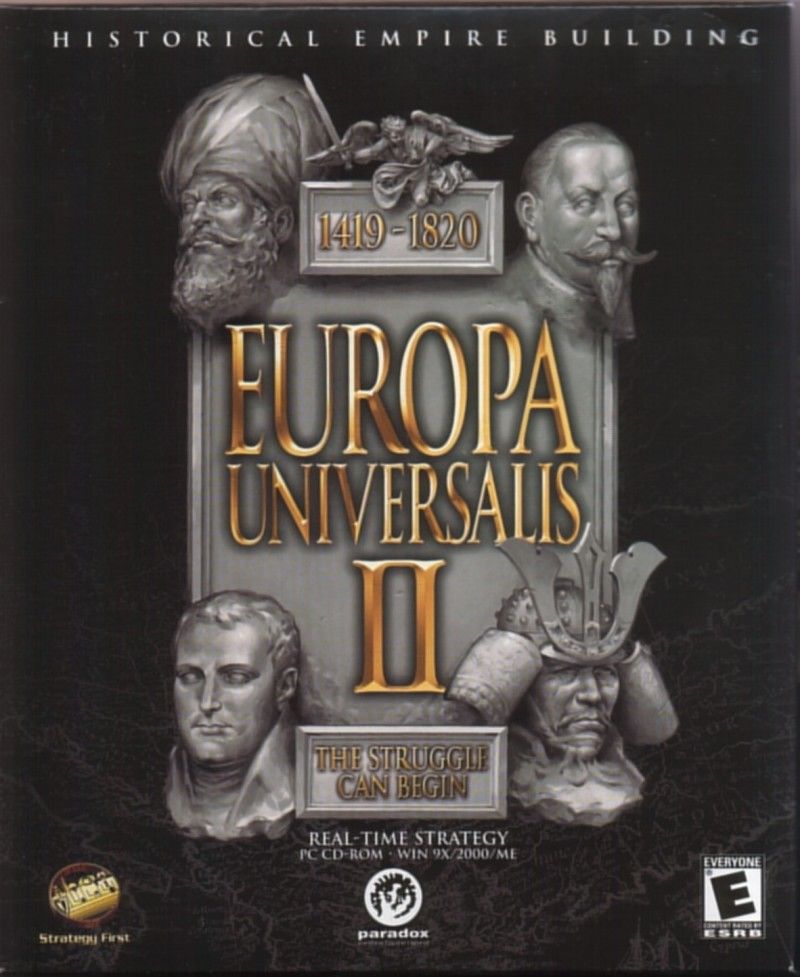 HISTORICAL EMPIRE BUILDING
1419-1820
EUROPA
UNIVERSALIS
II
THE STRUGGLE
CAN BEGIN
REAL-TIME STRATEGY
PC CD-ROM · WIN 9X/2000/ME
Strategy First
paradox
EVERYONE
E
CONTENT RATED BY
ESRB